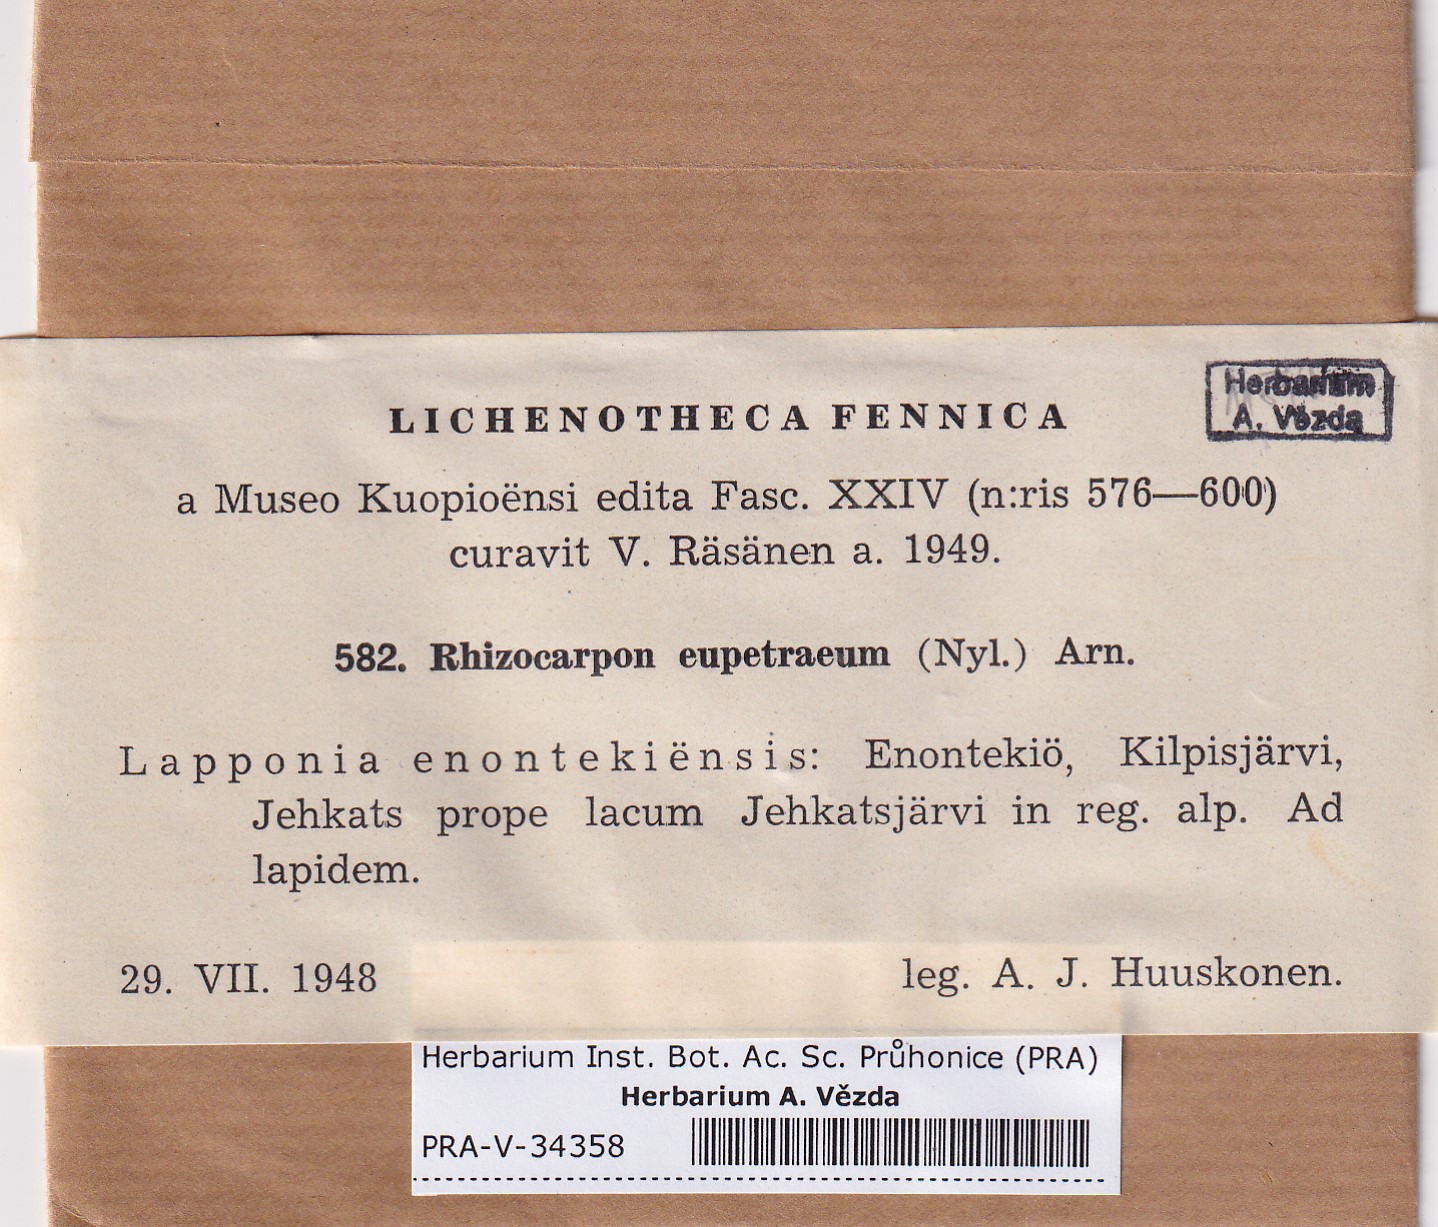 LICHENOTHECA FENNICA
Herbarium
A. Vězda
a Museo Kuopioënsi edita Fasc. XXIV (n:ris 576—600)
curavit V. Räsänen a. 1949.
582. Rhizocarpon eupetraeum (Nyl.) Arn.
Lapponia enontekiënsis: Enontekiö, Kilpisjärvi,
Jehkats prope lacum Jehkatsjärvi in reg. alp. Ad
lapidem.
29. VII. 1948 leg. A. J. Huuskonen.
Herbarium Inst. Bot. Ac. Sc. Průhonice (PRA)
Herbarium A. Vězda
PRA-V-34358